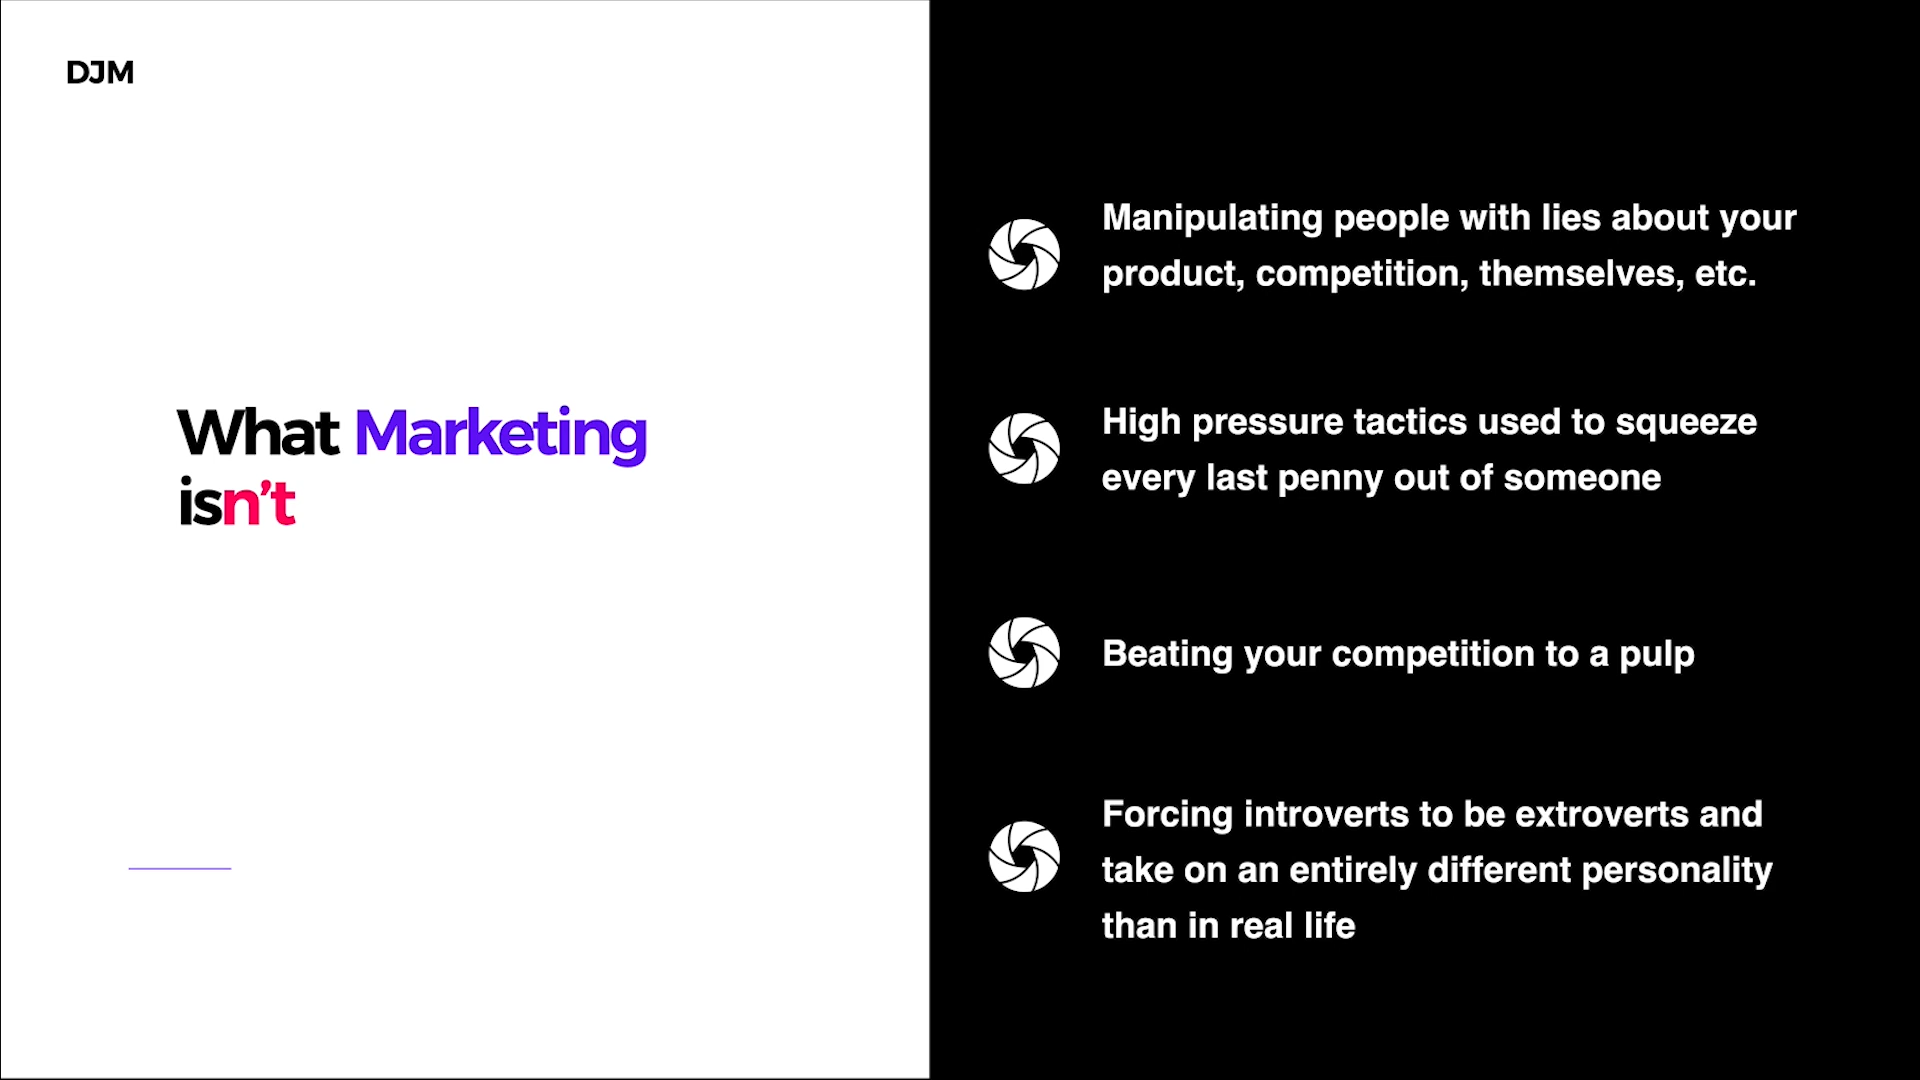 DJM
What Marketing
isn’t
Manipulating people with lies about your
product, competition, themselves, etc.
High pressure tactics used to squeeze
every last penny out of someone
Beating your competition to a pulp
Forcing introverts to be extroverts and
take on an entirely different personality
than in real life